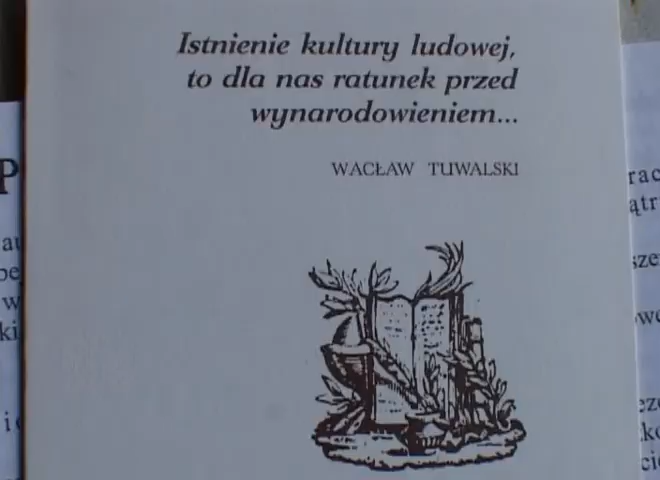 Istnienie kultury ludowej,
to dla nas ratunek przed
wynarodowieniem...
WACŁAW TUWALSKI